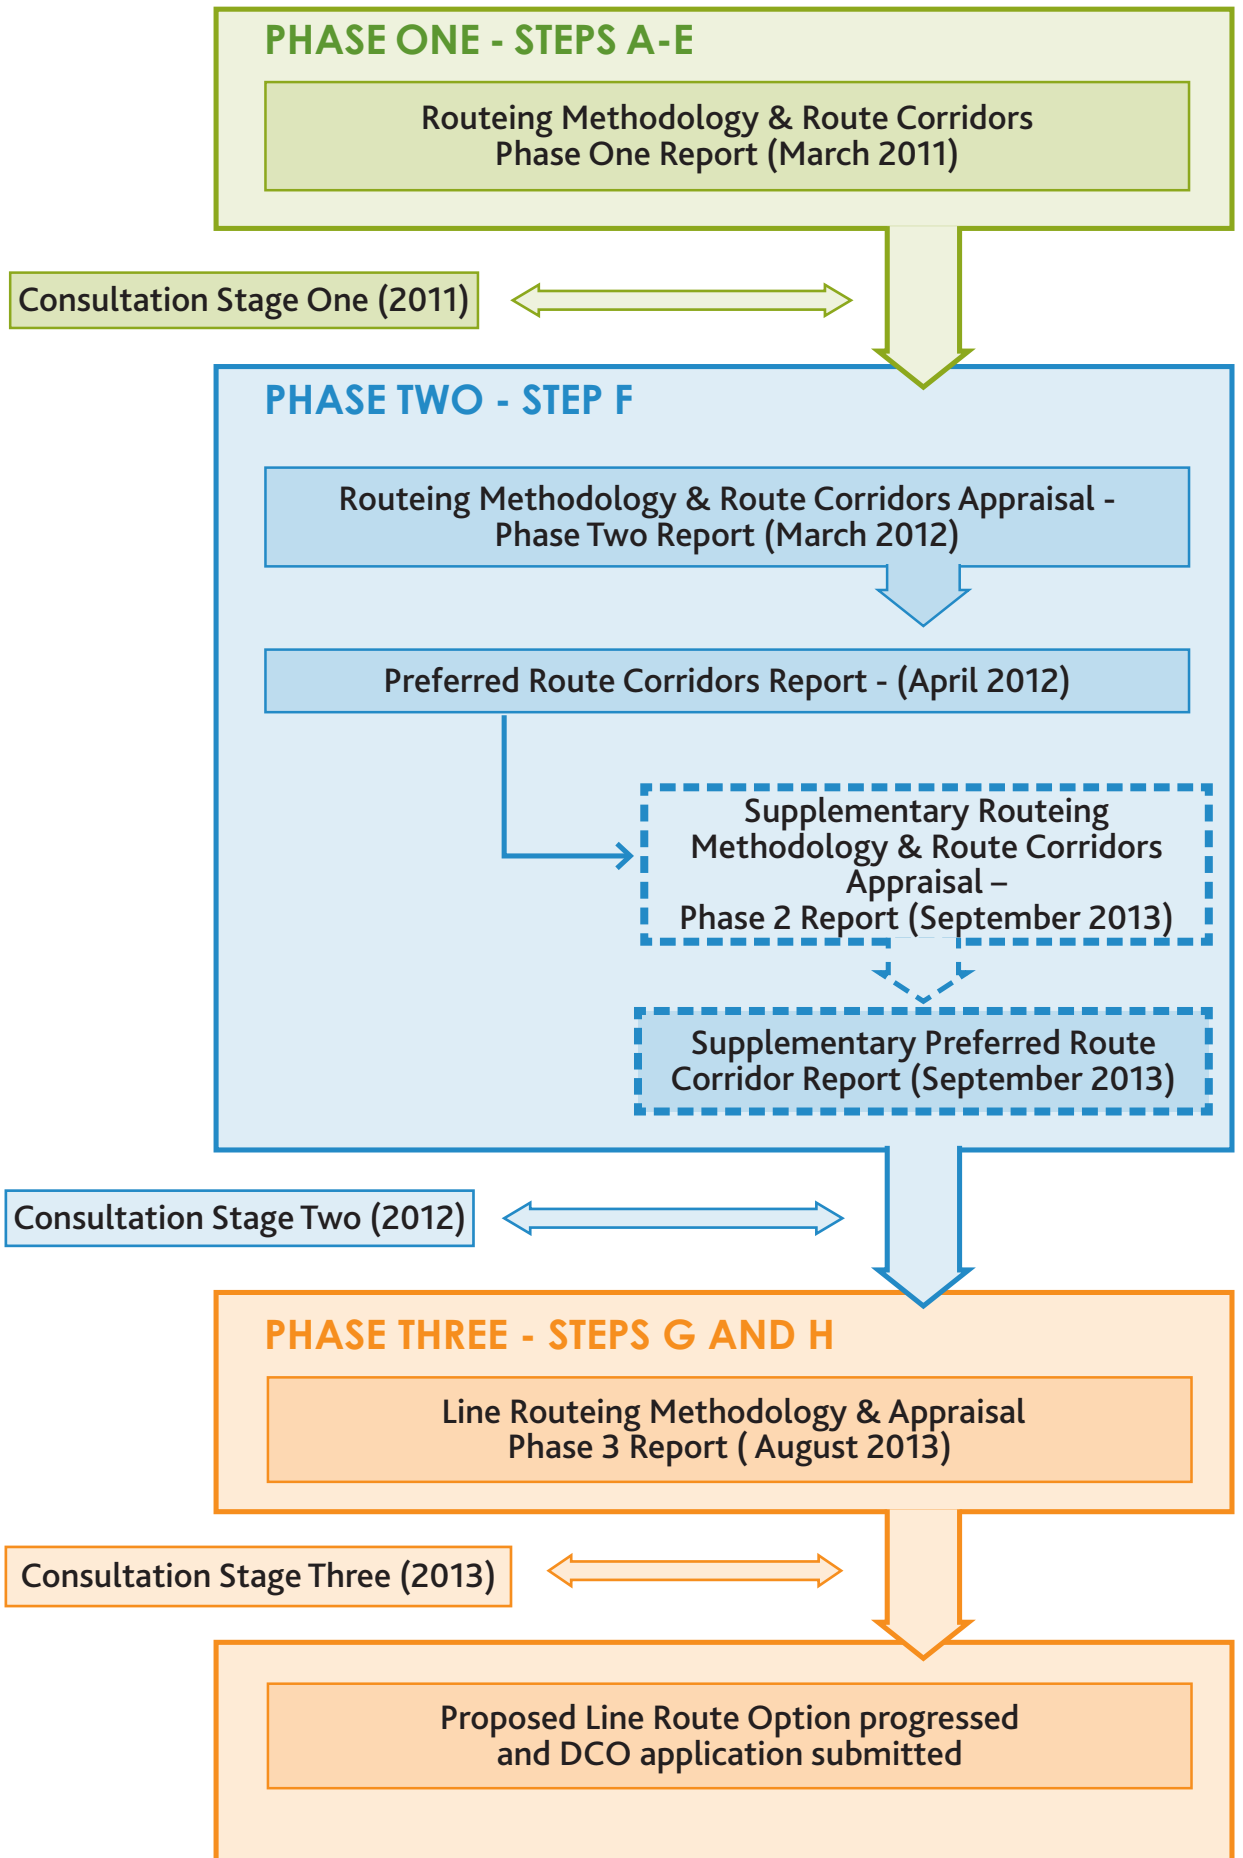 PHASE ONE - STEPS A-E
Routeing Methodology & Route Corridors
Phase One Report (March 2011)
Consultation Stage One (2011)
PHASE TWO - STEP F
Routeing Methodology & Route Corridors Appraisal -
Phase Two Report (March 2012)
Preferred Route Corridors Report - (April 2012)
Supplementary Routeing
Methodology & Route Corridors
Appraisal –
Phase 2 Report (September 2013)
Supplementary Preferred Route
Corridor Report (September 2013)
Consultation Stage Two (2012)
PHASE THREE - STEPS G AND H
Line Routeing Methodology & Appraisal
Phase 3 Report ( August 2013)
Consultation Stage Three (2013)
Proposed Line Route Option progressed
and DCO application submitted